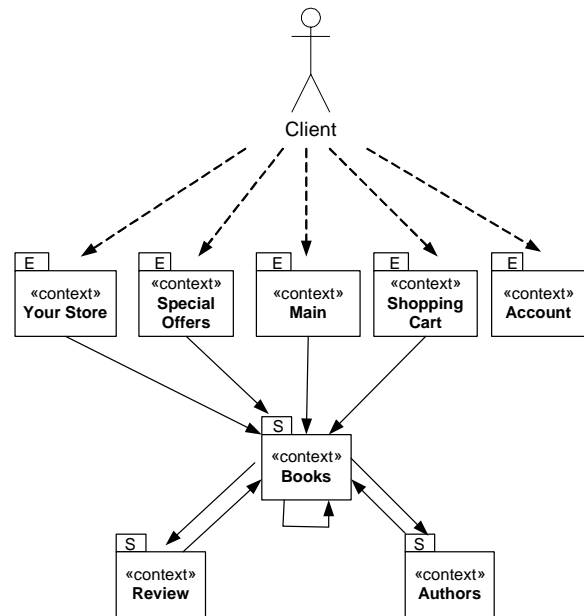 Client
E
E
E
E
E
«context»
Your Store
«context»
Special
Offers
«context»
Main
«context»
Shopping
Cart
«context»
Account
S
«context»
Books
S
S
«context»
Review
«context»
Authors